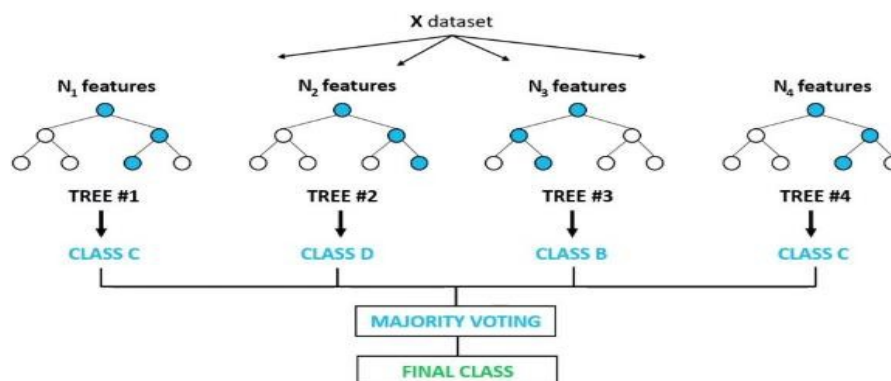 X dataset
N₁ features N₂ features N₃ features N₄ features
TREE #1 TREE #2 TREE #3 TREE #4
CLASS C CLASS D CLASS B CLASS C
MAJORITY VOTING
FINAL CLASS